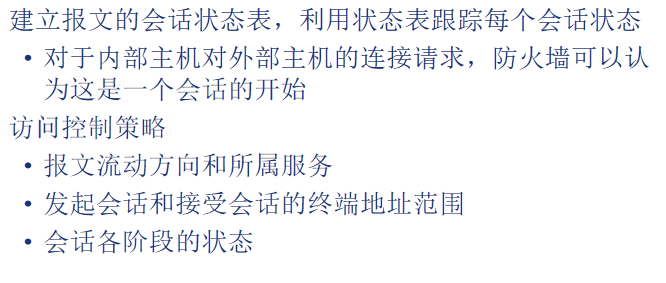 建立报文的会话状态表，利用状态表跟踪每个会话状态
• 对于内部主机对外部主机的连接请求，防火墙可以认
为这是一个会话的开始
访问控制策略
• 报文流动方向和所属服务
• 发起会话和接受会话的终端地址范围
• 会话各阶段的状态